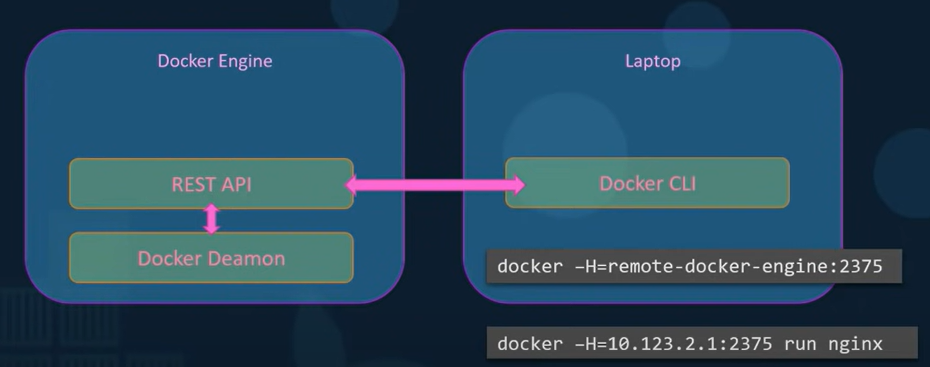 Docker Engine
Laptop
REST API
Docker CLI
Docker Deamon
docker –H=remote-docker-engine:2375
docker –H=10.123.2.1:2375 run nginx